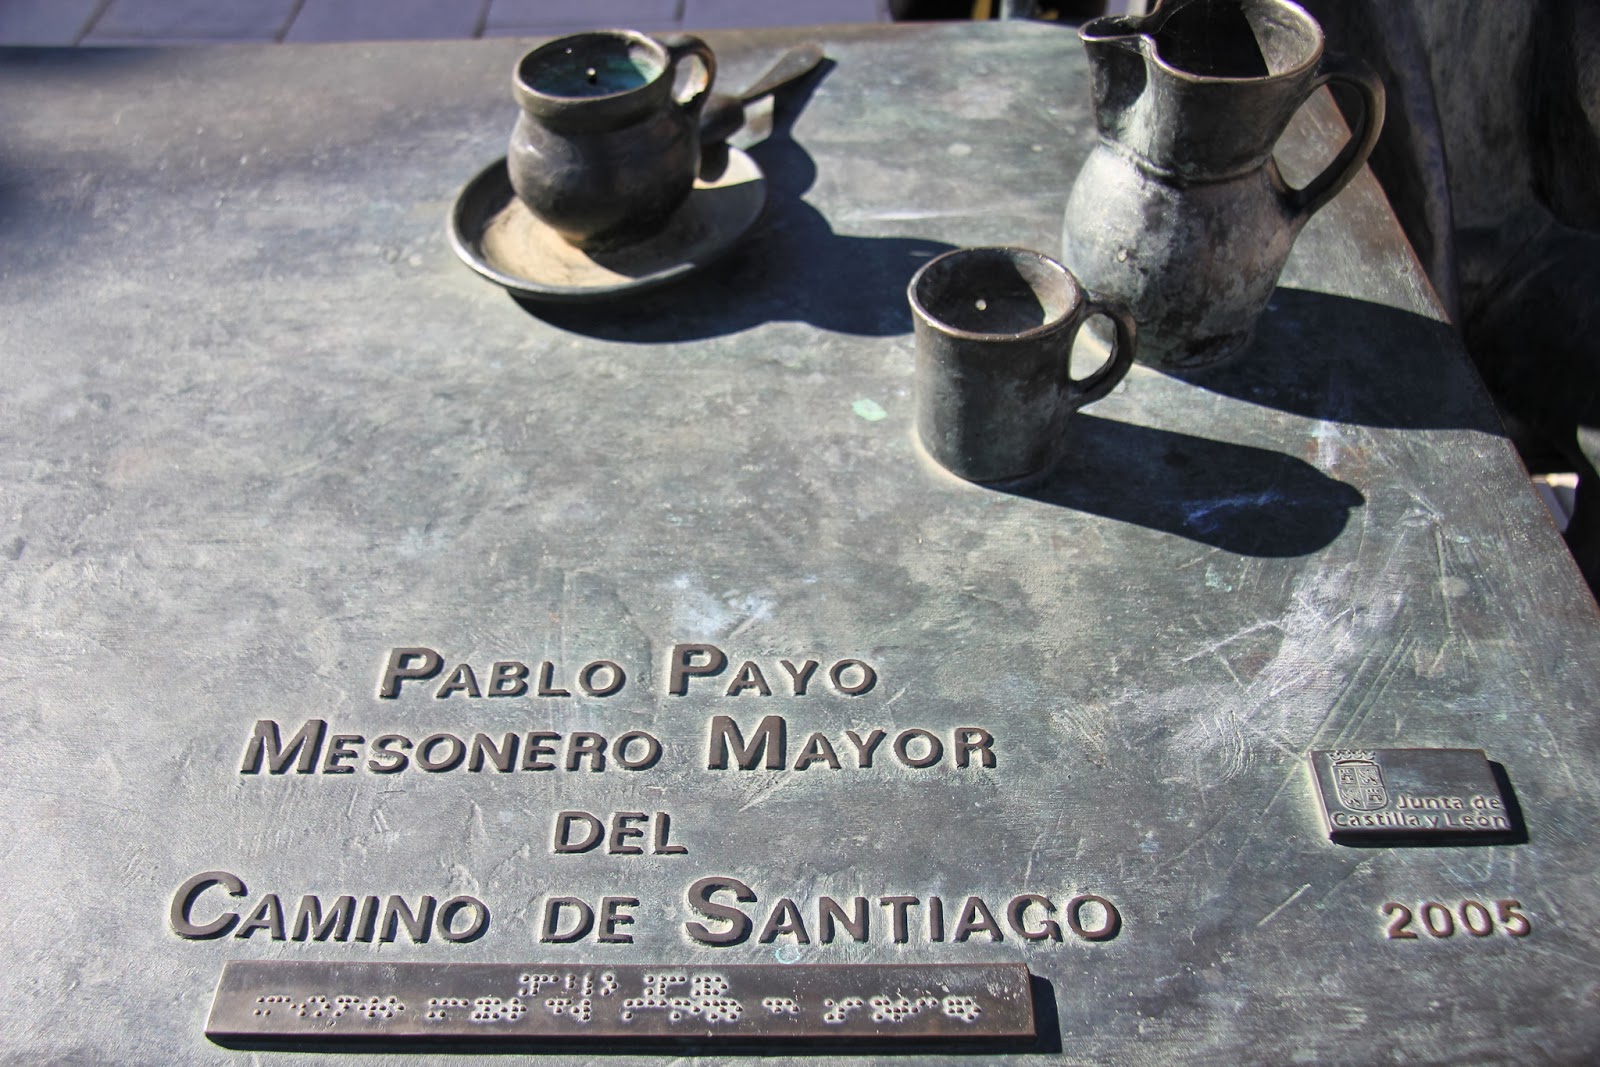 PABLO PAYO
MESONERO MAYOR
DEL
CAMINO DE SANTIAGO
Junta de
Castilla y León
2005